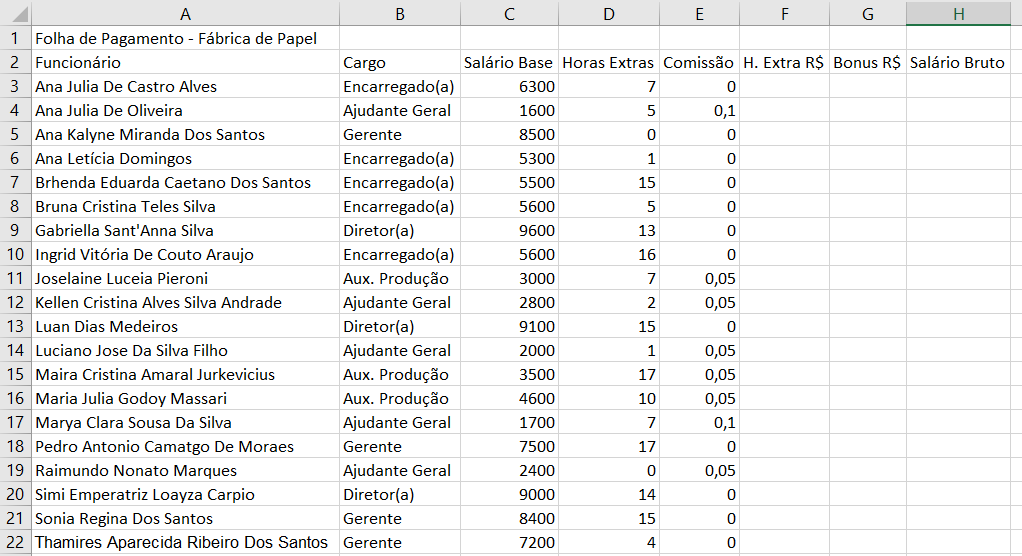 A B C D E F G H
1 Folha de Pagamento - Fábrica de Papel
2 Funcionário Cargo Salário Base Horas Extras Comissão H. Extra R$ Bonus R$ Salário Bruto
3 Ana Julia De Castro Alves Encarregado(a) 6300 7 0
4 Ana Julia De Oliveira Ajudante Geral 1600 5 0,1
5 Ana Kalyne Miranda Dos Santos Gerente 8500 0 0
6 Ana Letícia Domingos Encarregado(a) 5300 1 0
7 Brhenda Eduarda Caetano Dos Santos Encarregado(a) 5500 15 0
8 Bruna Cristina Teles Silva Encarregado(a) 5600 5 0
9 Gabriella Sant'Anna Silva Diretor(a) 9600 13 0
10 Ingrid Vitória De Couto Araujo Encarregado(a) 5600 16 0
11 Joselaine Luceia Pieroni Aux. Produção 3000 7 0,05
12 Kellen Cristina Alves Silva Andrade Ajudante Geral 2800 2 0,05
13 Luan Dias Medeiros Diretor(a) 9100 15 0
14 Luciano Jose Da Silva Filho Ajudante Geral 2000 1 0,05
15 Maira Cristina Amaral Jurkevicius Aux. Produção 3500 17 0,05
16 Maria Julia Godoy Massari Aux. Produção 4600 10 0,05
17 Marya Clara Sousa Da Silva Ajudante Geral 1700 7 0,1
18 Pedro Antonio Camatgo De Moraes Gerente 7500 17 0
19 Raimundo Nonato Marques Ajudante Geral 2400 0 0,05
20 Simi Emperatriz Loayza Carpio Diretor(a) 9000 14 0
21 Sonia Regina Dos Santos Gerente 8400 15 0
22 Thamires Aparecida Ribeiro Dos Santos Gerente 7200 4 0